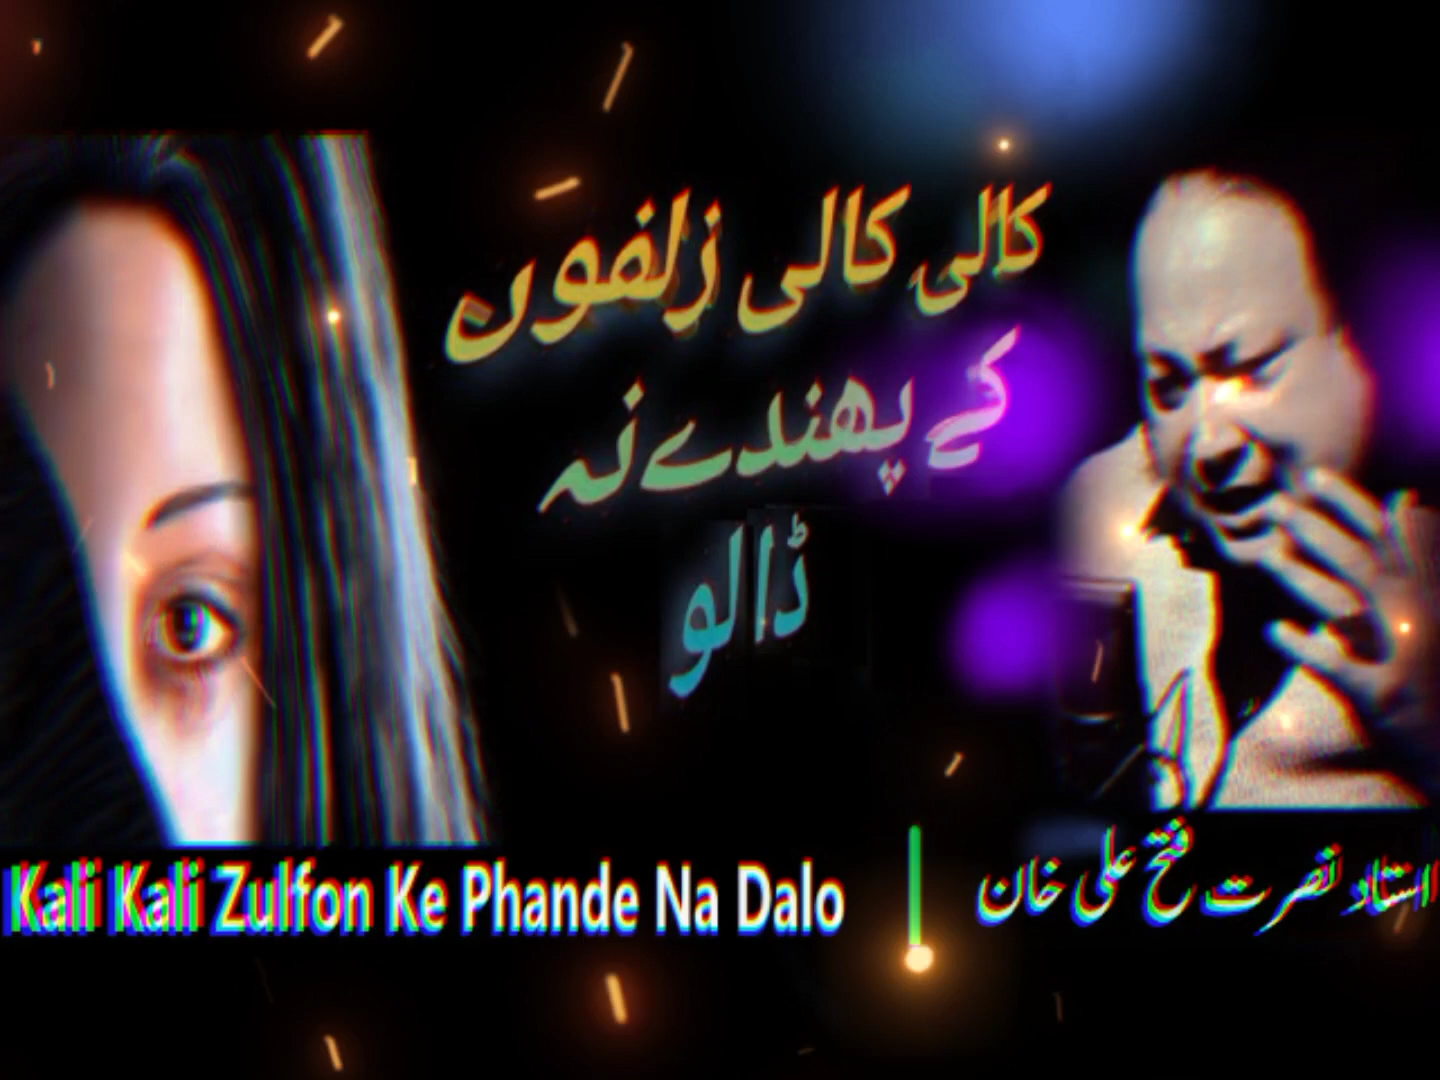 کالی کالی زلفوں
کے پھندے نہ
ڈالو
Kali Kali Zulfon Ke Phande Na Dalo
استاد نصرت فتح علی خان